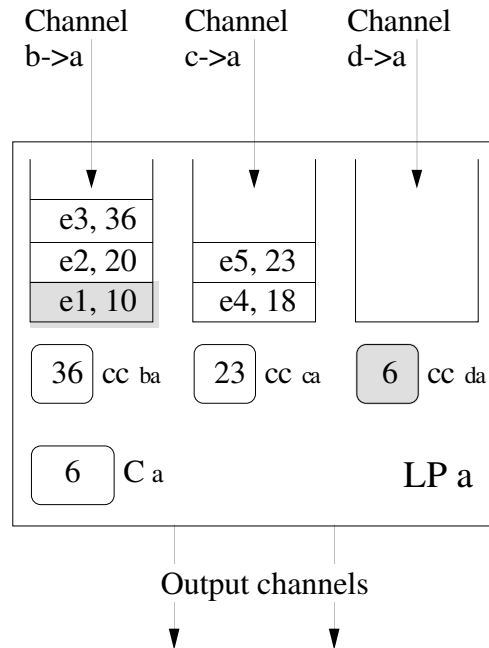 Channel
b->a
Channel
c->a
Channel
d->a
e3, 36
e2, 20
e1, 10
e5, 23
e4, 18
36 cc ba
23 cc ca
6 cc da
6 C a
LP a
Output channels